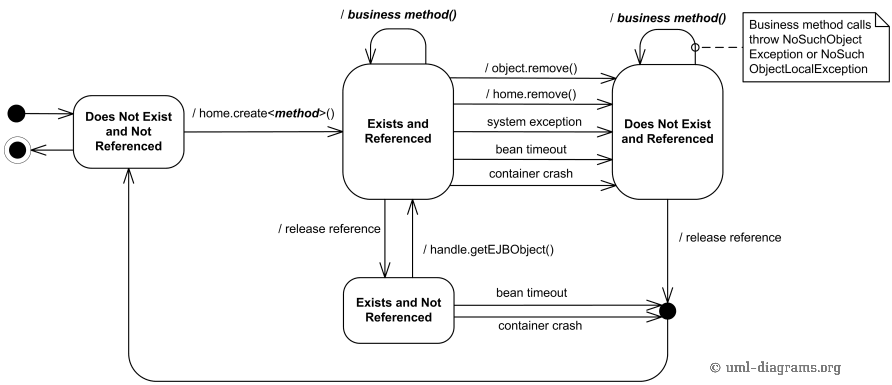 / business method()
/ business method()
Business method calls
throw NoSuchObject
Exception or NoSuch
ObjectLocalException
/ object.remove()
/ home.remove()
system exception
bean timeout
container crash
Does Not Exist
and Not
Referenced
/ home.create<method>()
Exists and
Referenced
Does Not Exist
and Referenced
/ release reference
/ handle.getEJBObject()
/ release reference
Exists and Not
Referenced
bean timeout
container crash
© uml-diagrams.org